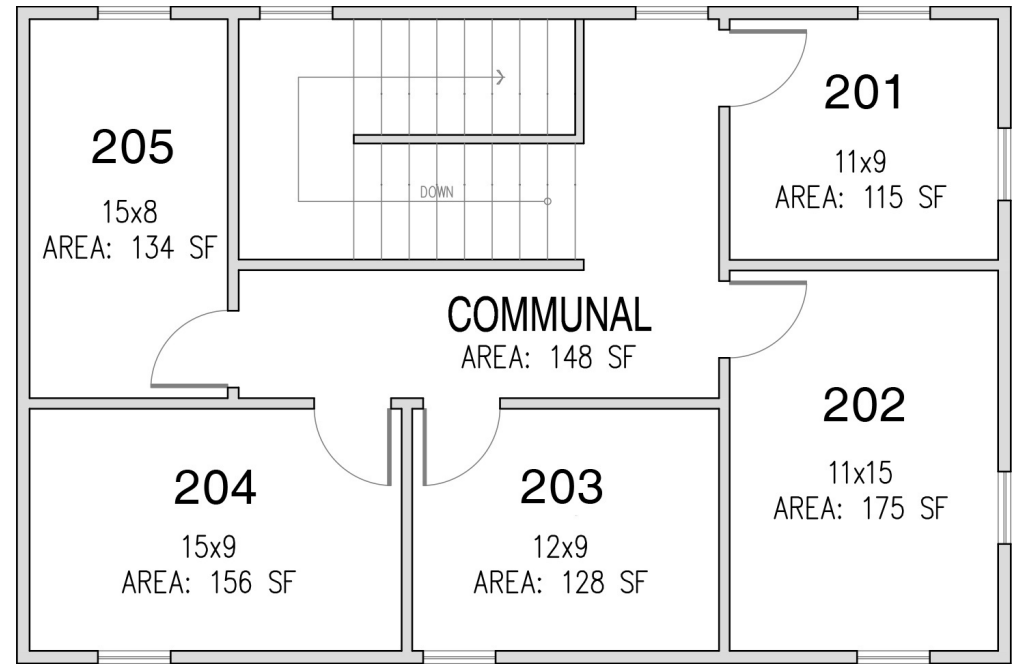 205
15x8
AREA: 134 SF
DOWN
201
11x9
AREA: 115 SF
COMMUNAL
AREA: 148 SF
202
11x15
AREA: 175 SF
204
15x9
AREA: 156 SF
203
12x9
AREA: 128 SF